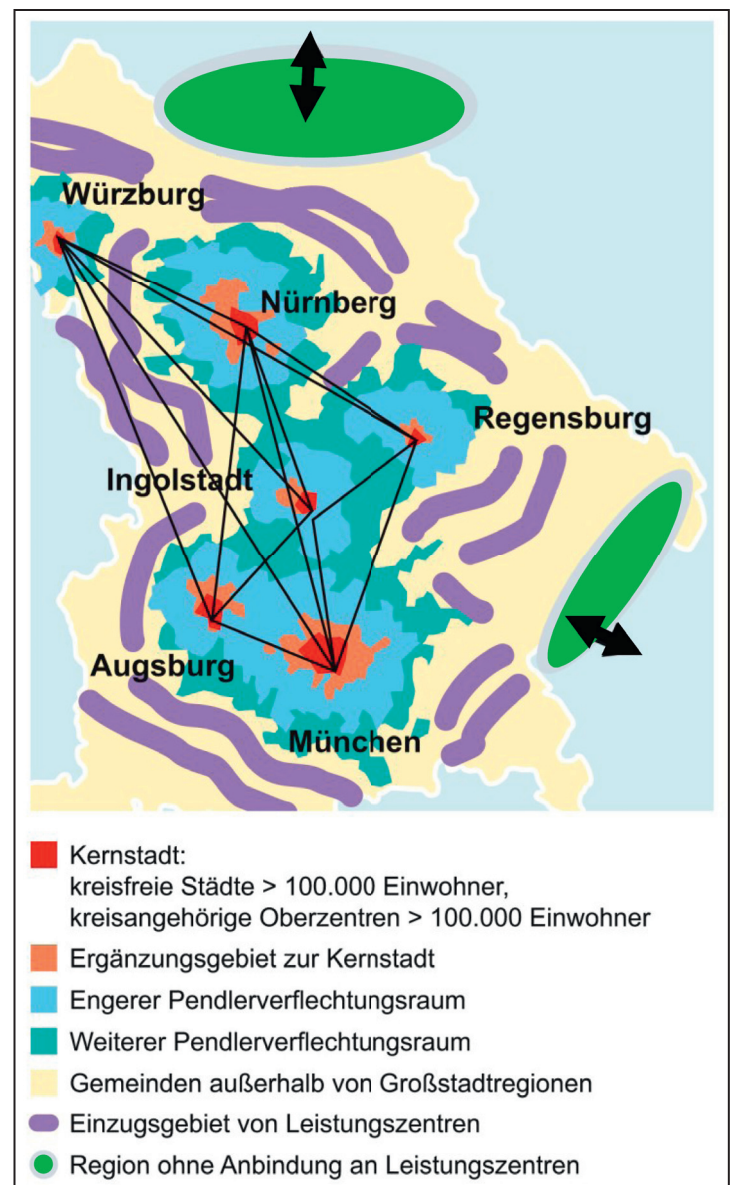 Würzburg
Nürnberg
Regensburg
Ingolstadt
Augsburg
München
Kernstadt:
kreisfreie Städte > 100.000 Einwohner,
kreisangehörige Oberzentren > 100.000 Einwohner
Ergänzungsgebiet zur Kernstadt
Engerer Pendlerverflechtungsraum
Weiterer Pendlerverflechtungsraum
Gemeinden außerhalb von Großstadtregionen
Einzugsgebiet von Leistungszentren
Region ohne Anbindung an Leistungszentren